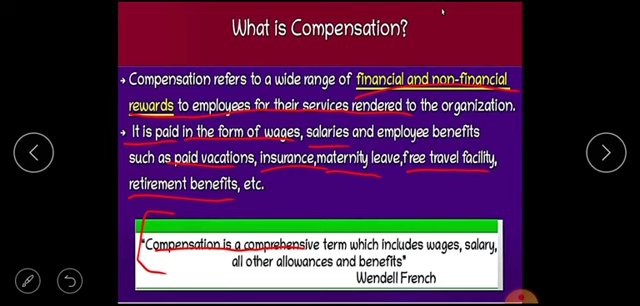 What is Compensation?
→ Compensation refers to a wide range of financial and non-financial
rewards to employees for their services rendered to the organization.
→ It is paid in the form of wages, salaries and employee benefits
such as paid vacations, insurance,maternity leave,free travel facility,
retirement benefits, etc.
"Compensation is a comprehensive term which includes wages, salary,
all other allowances and benefits"
Wendell French